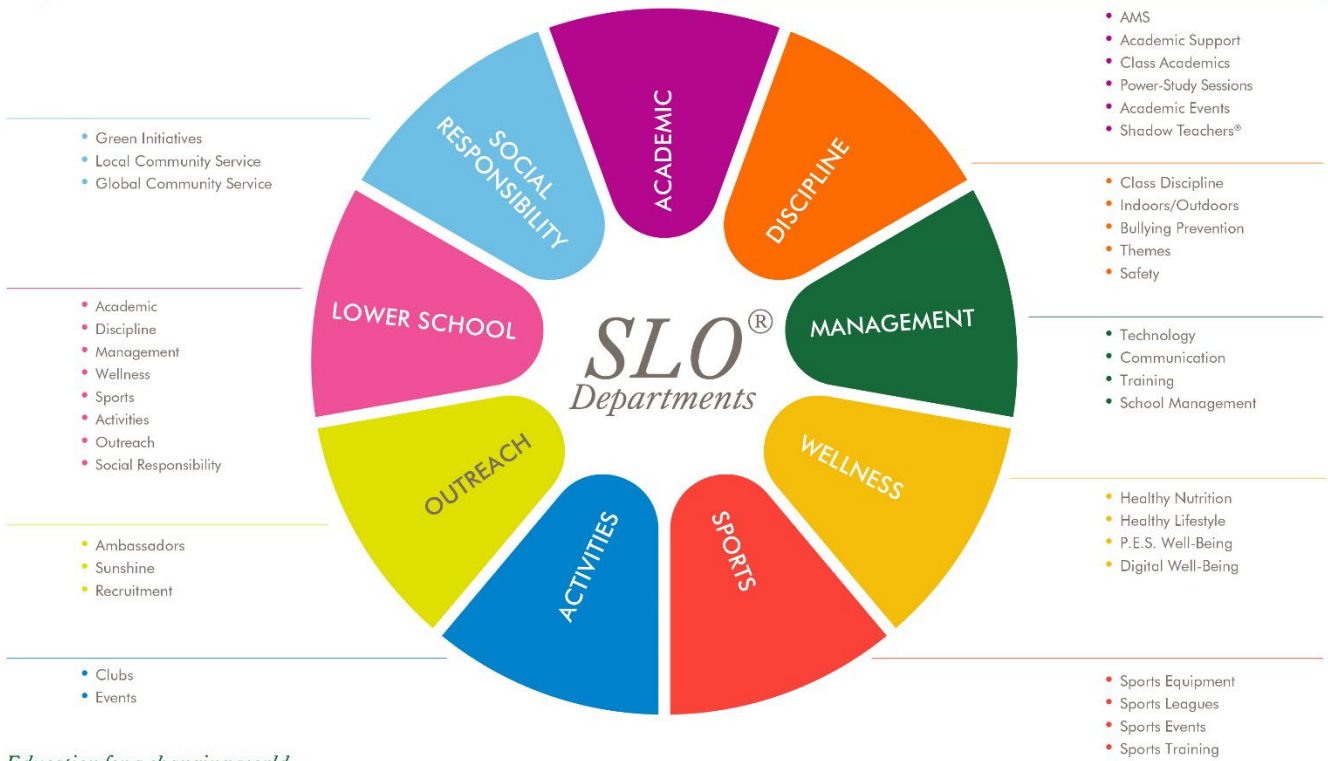 SOCIAL
RESPONSIBILITY
ACADEMIC
DISCIPLINE
MANAGEMENT
WELLNESS
SPORTS
ACTIVITIES
OUTREACH
LOWER SCHOOL
SLO®
Departments
• Green Initiatives
• Local Community Service
• Global Community Service
• Academic
• Discipline
• Management
• Wellness
• Sports
• Activities
• Outreach
• Social Responsibility
• Ambassadors
• Sunshine
• Recruitment
• Clubs
• Events
• AMS
• Academic Support
• Class Academics
• Power-Study Sessions
• Academic Events
• Shadow Teachers®
• Class Discipline
• Indoors/Outdoors
• Bullying Prevention
• Themes
• Safety
• Technology
• Communication
• Training
• School Management
• Healthy Nutrition
• Healthy Lifestyle
• P.E.S. Well-Being
• Digital Well-Being
• Sports Equipment
• Sports Leagues
• Sports Events
• Sports Training
Education for a changing world